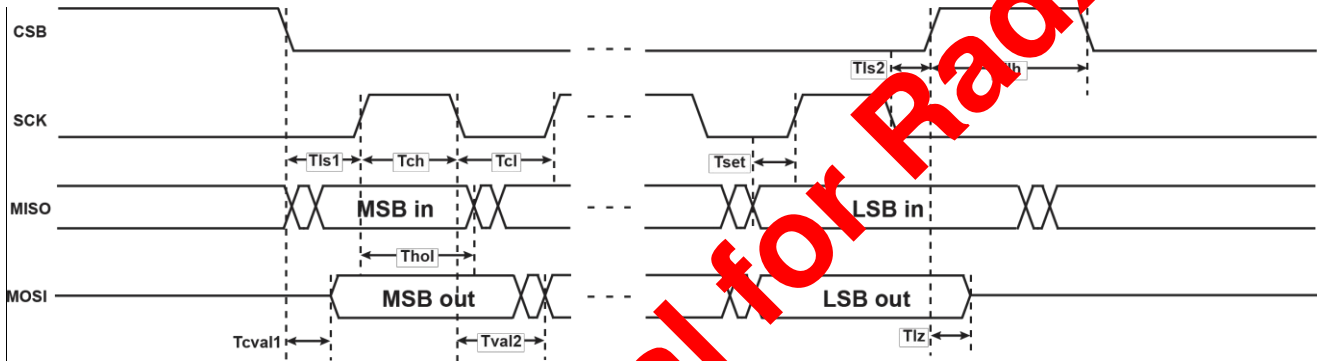 CSB
Tls2
SCK
Tls1
Tch
Tcl
Tset
MISO
MSB in
LSB in
Thol
MOSI
MSB out
LSB out
Tcval1
Tval2
Tlz
for